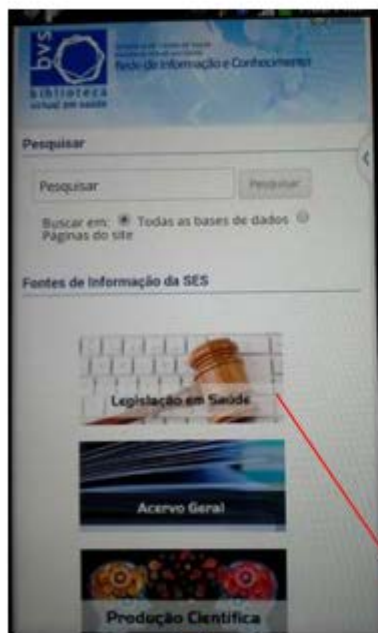 bvs
biblioteca
virtual em saúde
Rede de Informação e Conhecimento
Pesquisar
Pesquisar
Pesquisar
Buscar em: Todas as bases de dados
Páginas do site
Fontes de Informação da SES
Legislação em Saúde
Acervo Geral
Produção Científica